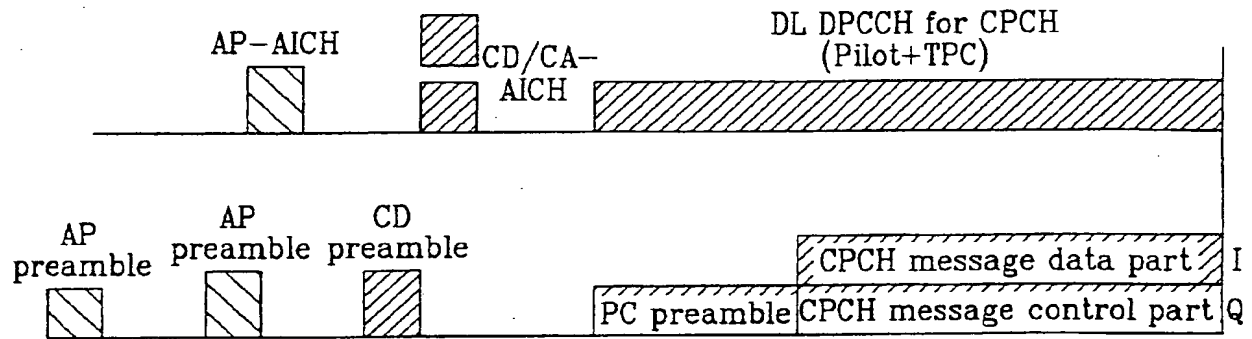 AP-AICH
CD/CA-
AICH
DL DPCCH for CPCH
(Pilot+TPC)
AP
preamble
AP
preamble
CD
preamble
CPCH message data part
I
PC preamble
CPCH message control part
Q